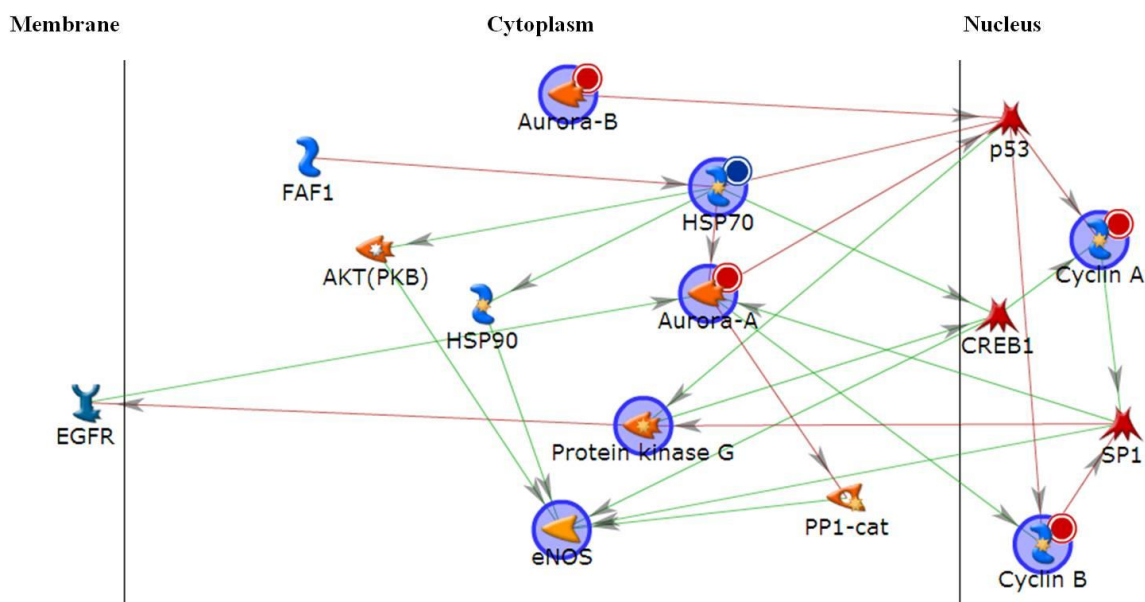 Membrane
Cytoplasm
Nucleus
Aurora-B
p53
FAF1
HSP70
AKT(PKB)
Cyclin A
HSP90
Aurora-A
CREB1
EGFR
Protein kinase G
SP1
PP1-cat
eNOS
Cyclin B